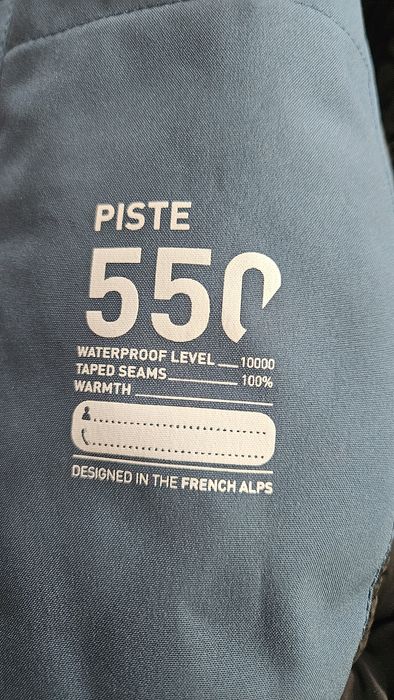 PISTE
550
WATERPROOF LEVEL 10000
TAPED SEAMS 100%
WARMTH
DESIGNED IN THE FRENCH ALPS